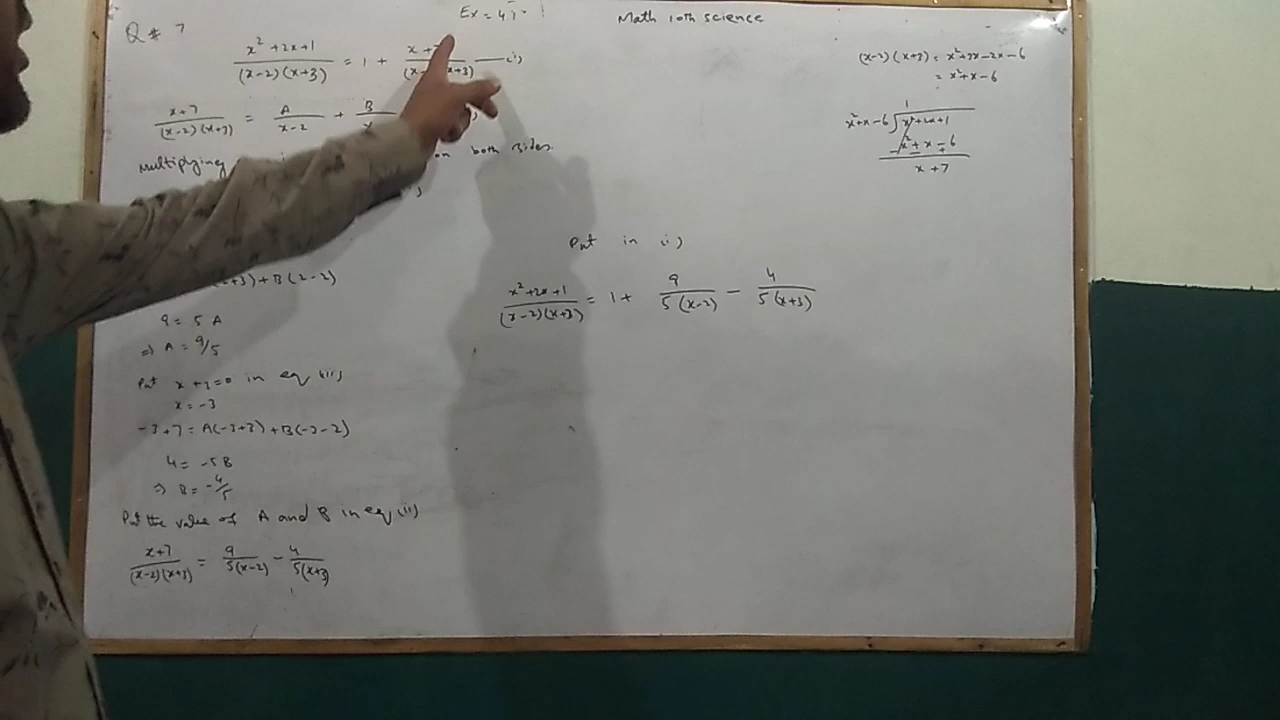 Ex = 4.1
Math 10th science
Q # 7
x² + 2x + 1 / (x-2)(x+3) = 1 + x+7 / (x-2)(x+3) — i)
x+7 / (x-2)(x+3) = A / x-2 + B /
Multiplying on both sides.
+3) + B(2-2)
9 = 5 A
=> A = 9/5
Put x+3=0 in eq iii)
x = -3
-3+7 = A(-3+3) + B(-3-2)
4 = -5B
=> B = -4/5
Put the value of A and B in eq ii)
x+7 / (x-2)(x+3) = 9 / 5(x-2) - 4 / 5(x+3)
Put in i)
x² + 2x + 1 / (x-2)(x+3) = 1 + 9 / 5(x-2) - 4 / 5(x+3)
(x-2)(x+3) = x²+3x-2x-6
= x²+x-6
1
x²+x-6 ) x²+2x+1
x² + x - 6
- - +
x+7